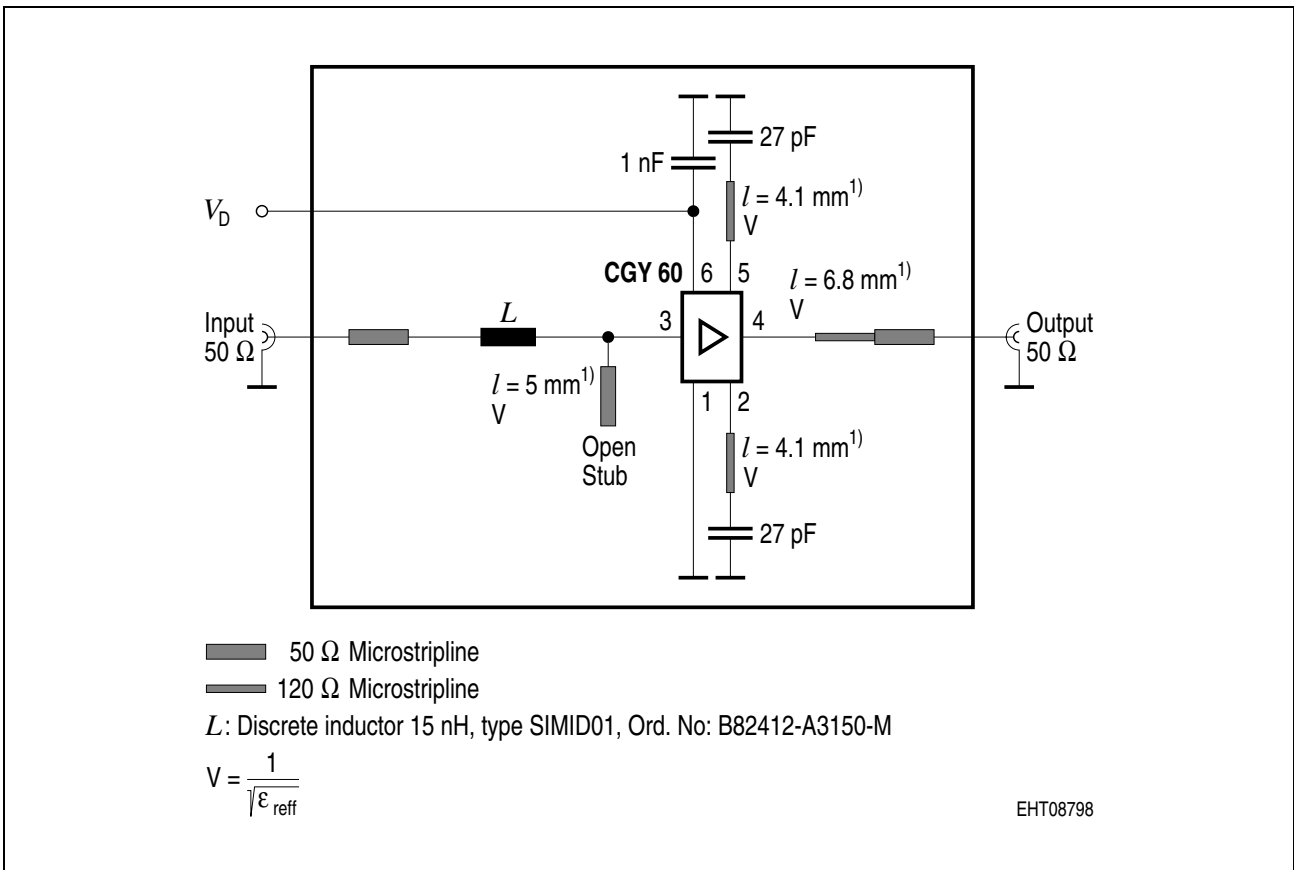 27 pF
1 nF
l = 4.1 mm¹⁾
V
V_D
CGY 60
6
5
l = 6.8 mm¹⁾
V
Input
50 Ω
L
3
4
Output
50 Ω
l = 5 mm¹⁾
V
1
2
Open
Stub
l = 4.1 mm¹⁾
V
27 pF
50 Ω Microstripline
120 Ω Microstripline
L: Discrete inductor 15 nH, type SIMID01, Ord. No: B82412-A3150-M
V = 1/√ε reff
EHT08798